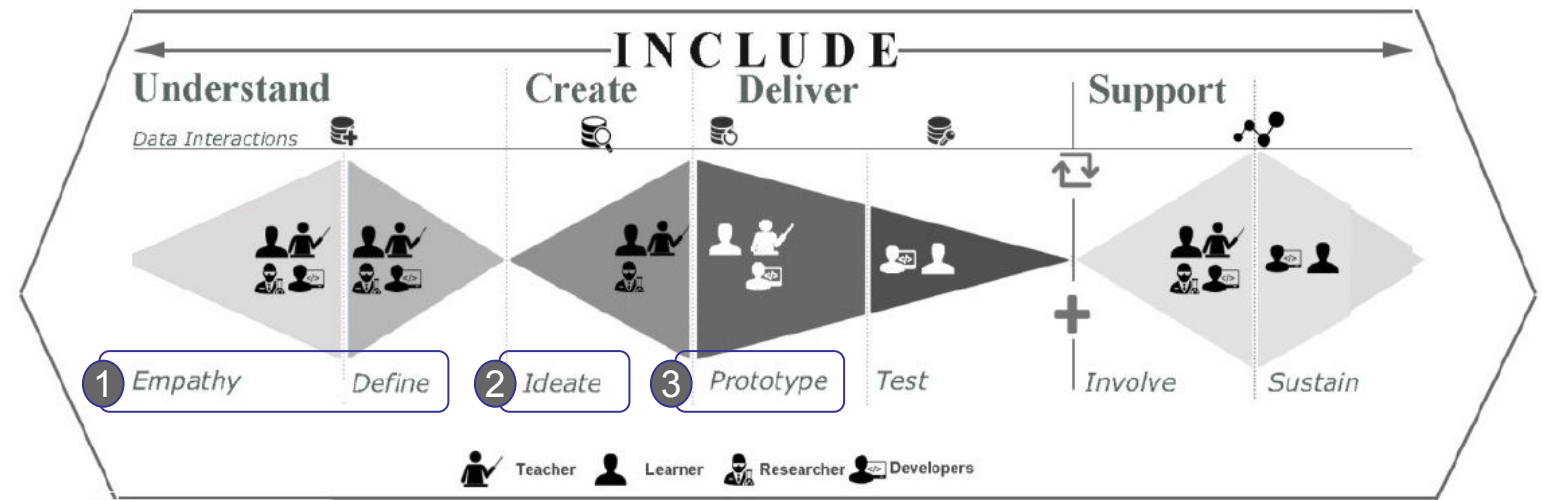 INCLUDE
Understand Create Deliver Support
Data Interactions
1 Empathy Define 2 Ideate 3 Prototype Test Involve Sustain
Teacher Learner Researcher </> Developers